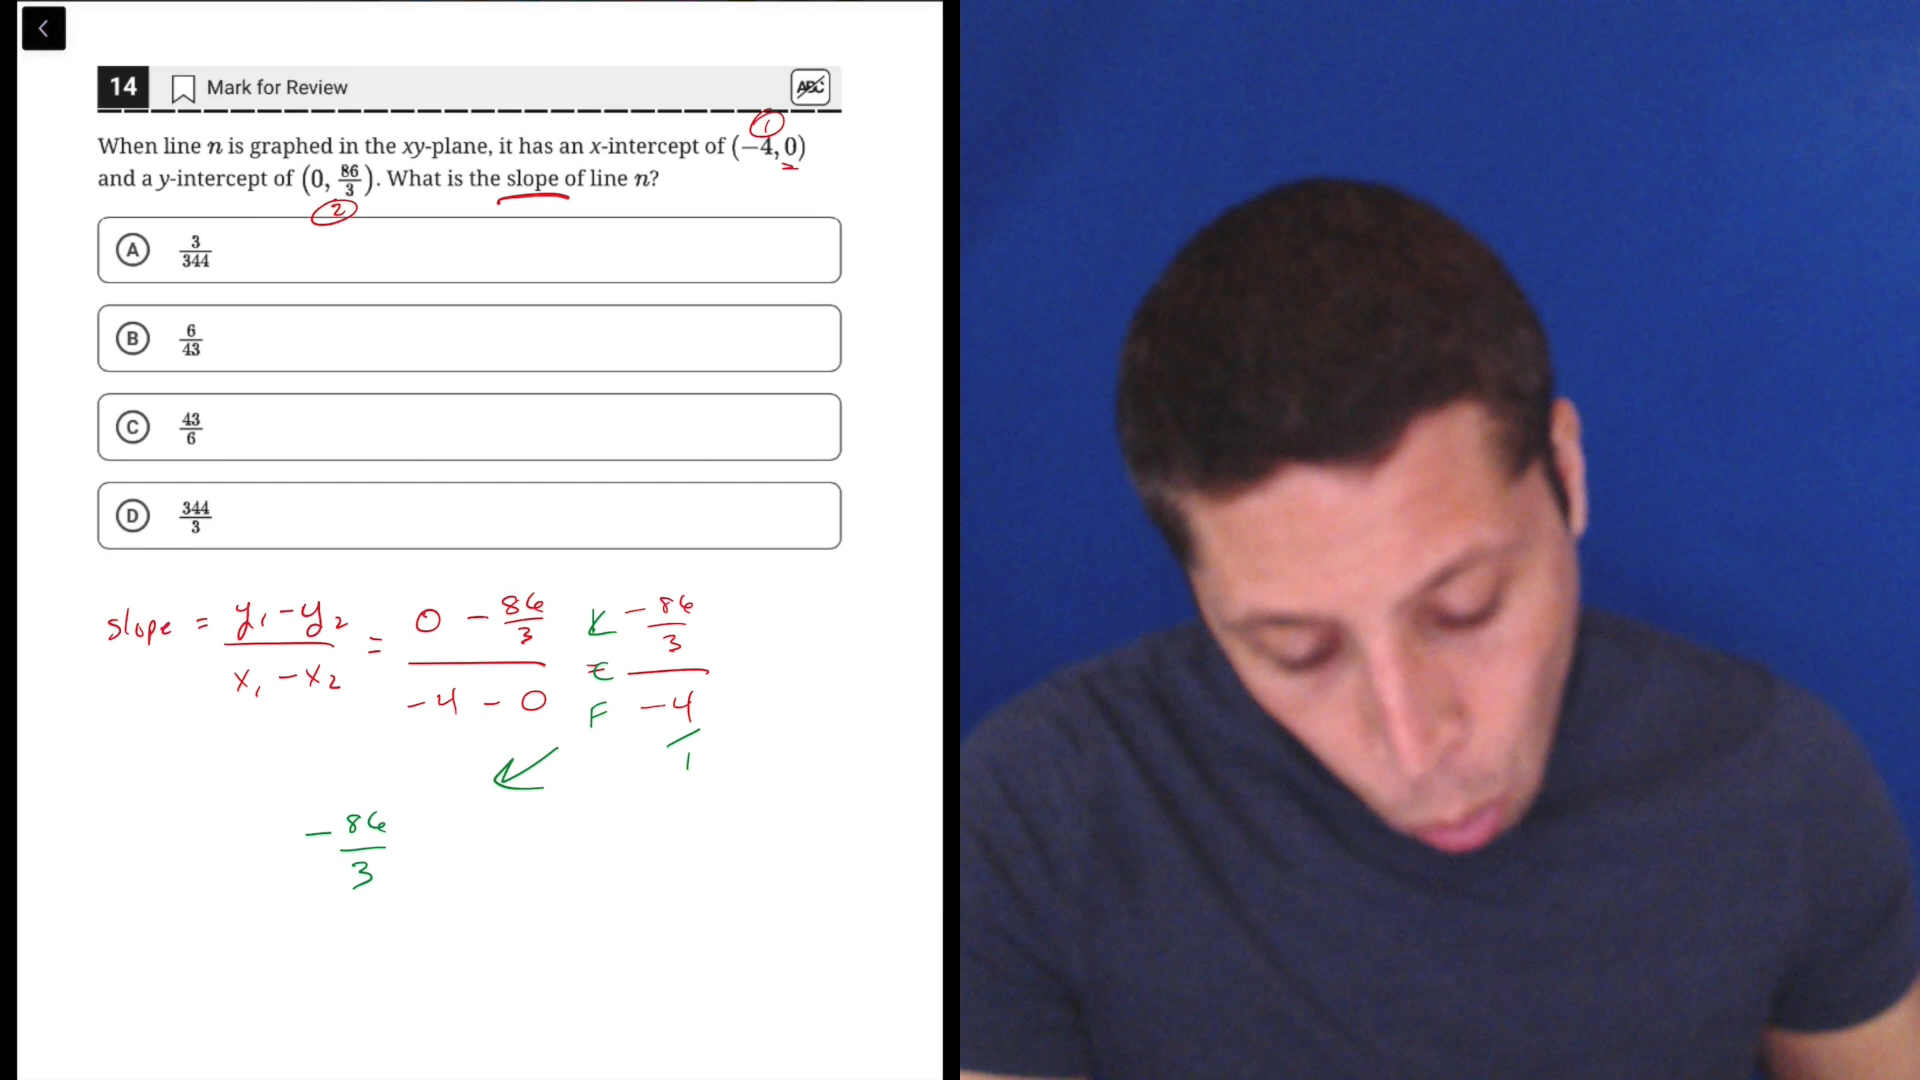 14 Mark for Review ABC
1
When line n is graphed in the xy-plane, it has an x-intercept of (−4, 0)
and a y-intercept of (0, 86/3). What is the slope of line n?
2
A 3/344
B 6/43
C 43/6
D 344/3
slope = y₁ − y₂ / x₁ − x₂ = 0 − 86/3 / −4 − 0 K E F − 86/3 / −4/1
− 86/3